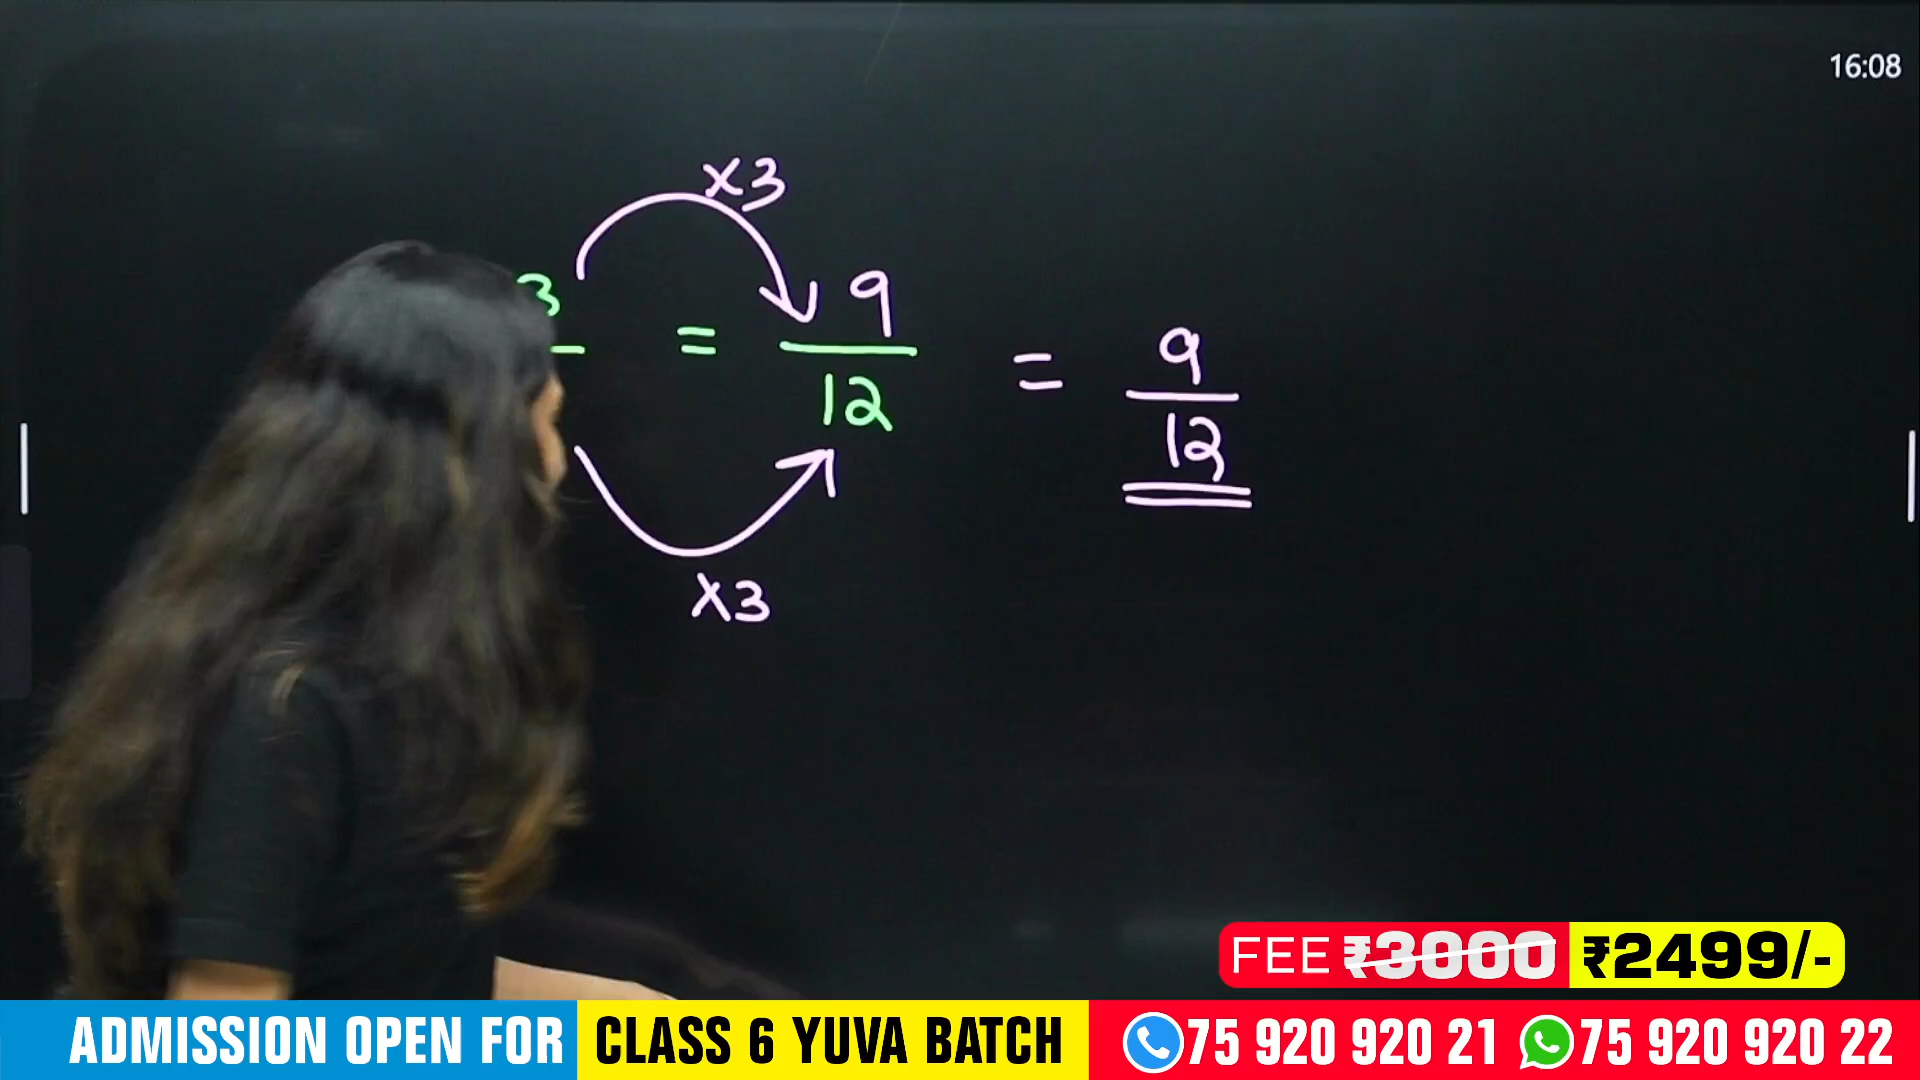 16:08
x3
3 = 9/12 = 9/12
x3
FEE ₹3000 ₹2499/-
ADMISSION OPEN FOR CLASS 6 YUVA BATCH 75 920 920 21 75 920 920 22